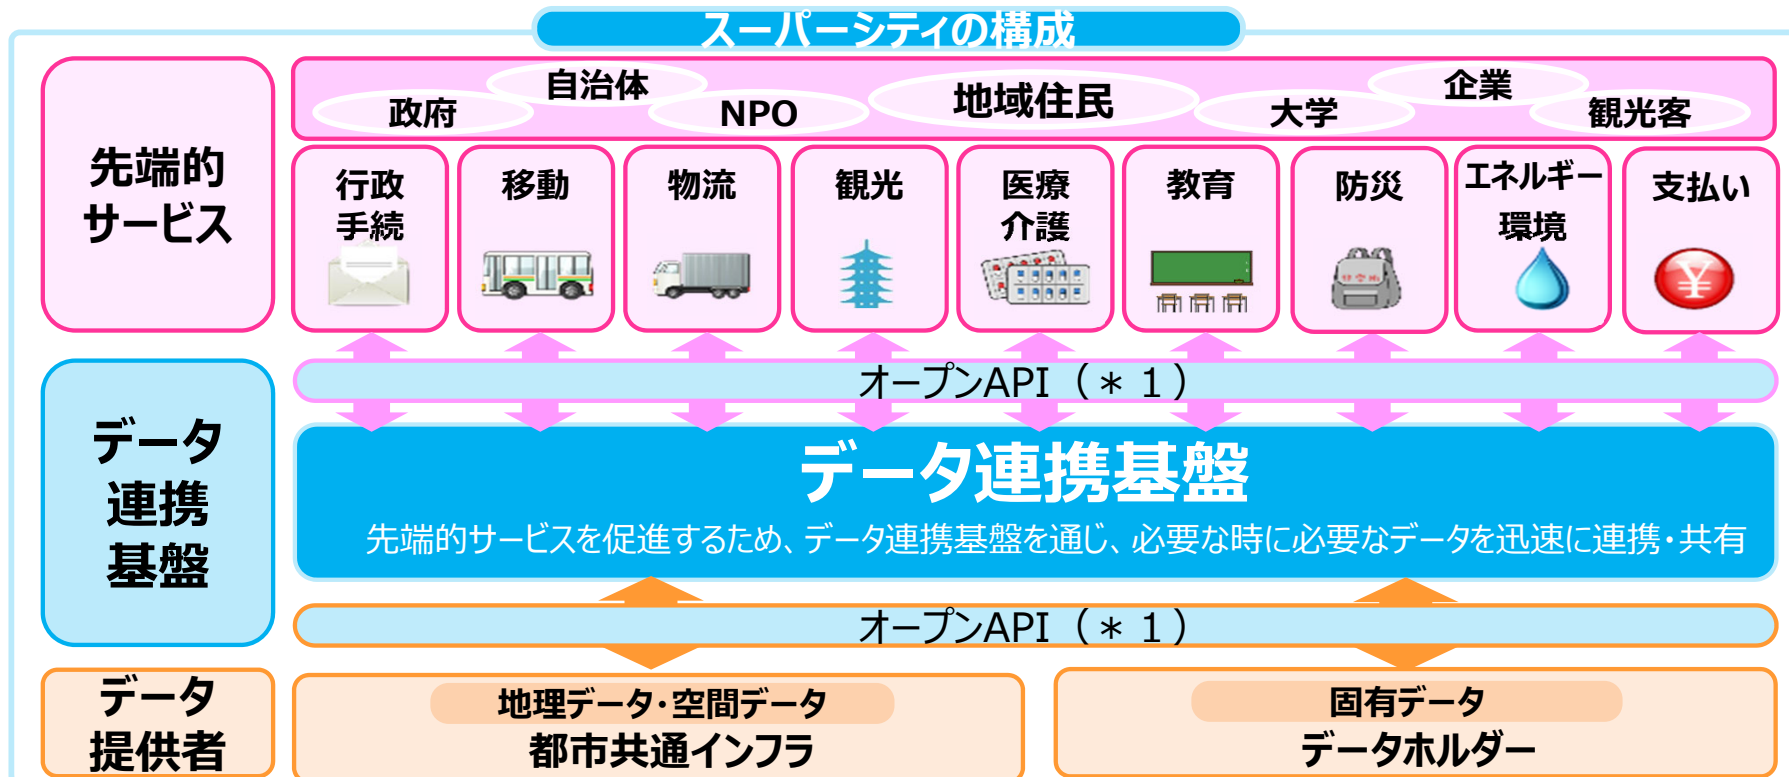 スーパーシティの構成
先端的
サービス
政府
自治体
NPO
地域住民
大学
企業
観光客
行政
手続
移動
物流
観光
医療
介護
教育
防災
エネルギー
環境
支払い
¥
オープンAPI（＊１）
データ
連携
基盤
データ連携基盤
先端的サービスを促進するため、データ連携基盤を通じ、必要な時に必要なデータを迅速に連携・共有
オープンAPI（＊１）
データ
提供者
地理データ・空間データ
都市共通インフラ
固有データ
データホルダー